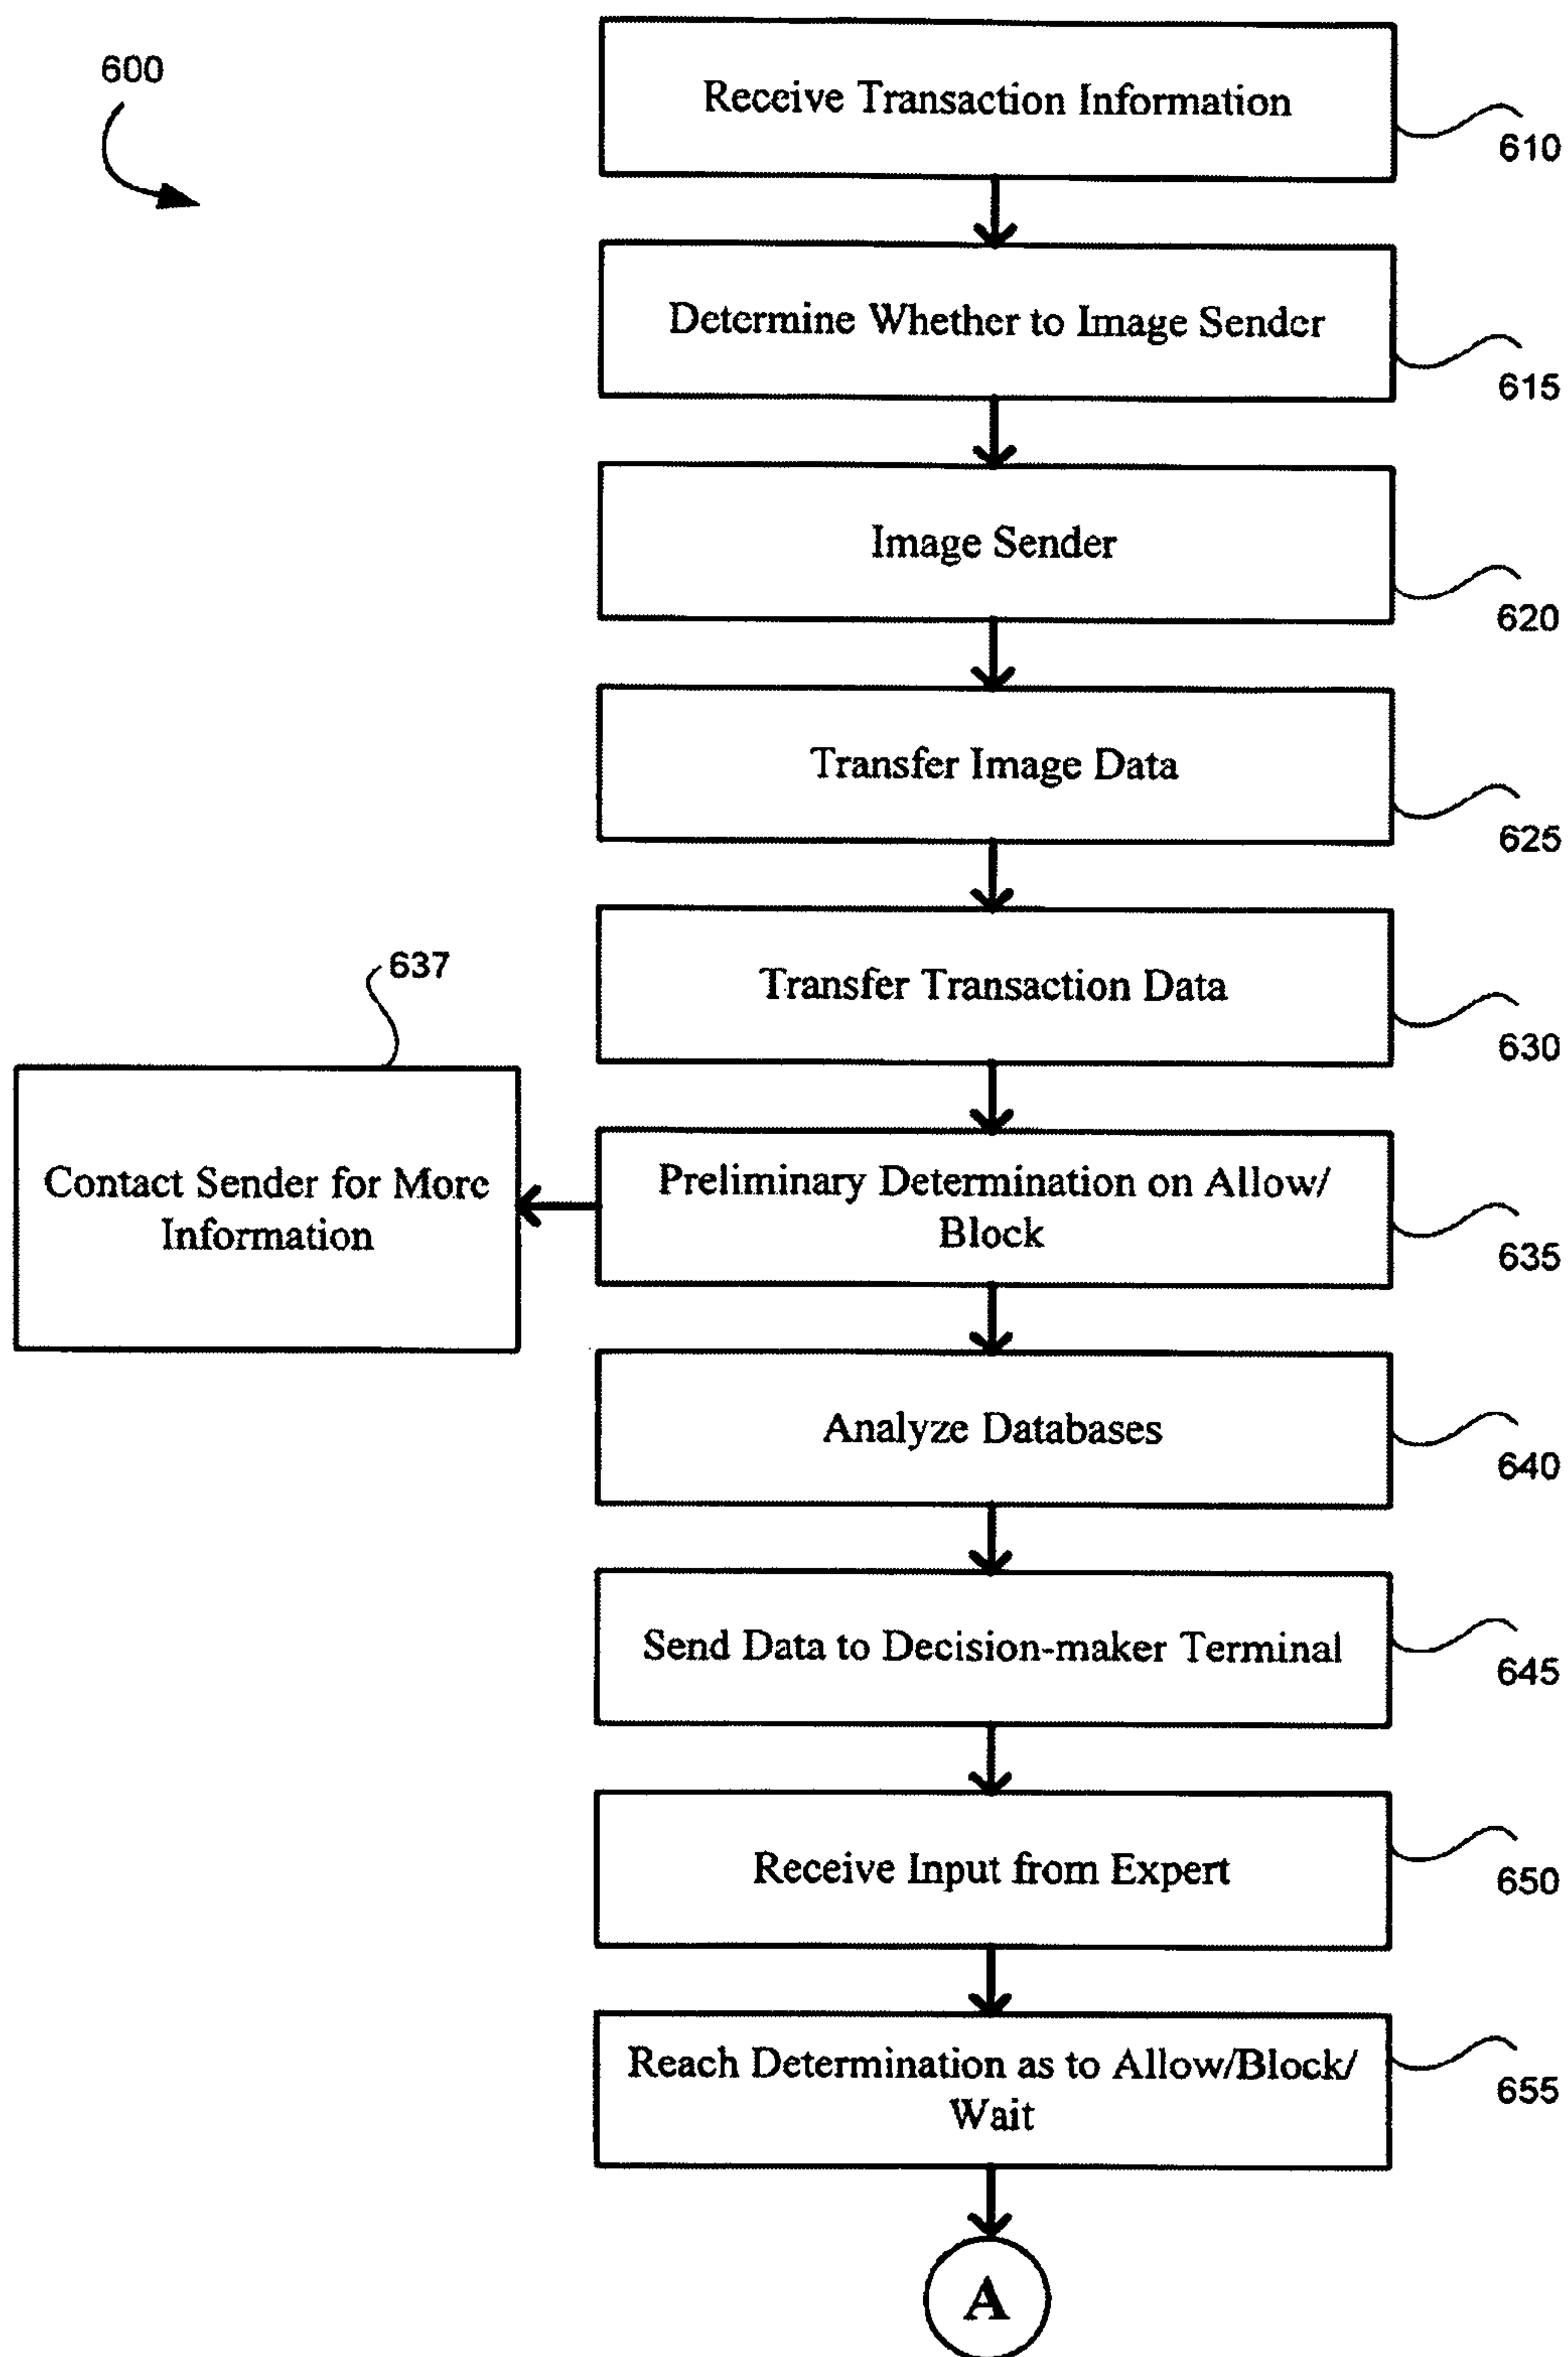 600
Receive Transaction Information
610
Determine Whether to Image Sender
615
Image Sender
620
Transfer Image Data
625
Transfer Transaction Data
630
637
Contact Sender for More
Information
Preliminary Determination on Allow/
Block
635
Analyze Databases
640
Send Data to Decision-maker Terminal
645
Receive Input from Expert
650
Reach Determination as to Allow/Block/
Wait
655
A